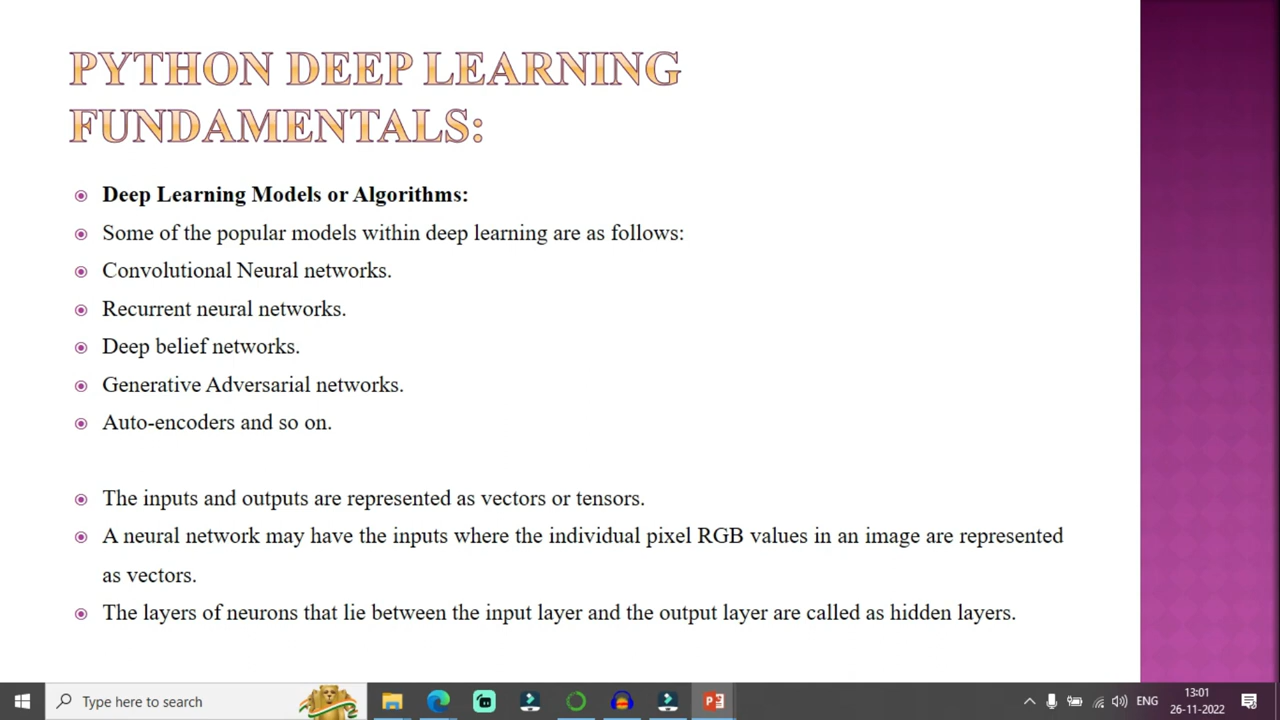 PYTHON DEEP LEARNING
FUNDAMENTALS:
Deep Learning Models or Algorithms:
Some of the popular models within deep learning are as follows:
Convolutional Neural networks.
Recurrent neural networks.
Deep belief networks.
Generative Adversarial networks.
Auto-encoders and so on.
The inputs and outputs are represented as vectors or tensors.
A neural network may have the inputs where the individual pixel RGB values in an image are represented
as vectors.
The layers of neurons that lie between the input layer and the output layer are called as hidden layers.
Type here to search
ENG
13:01
26-11-2022